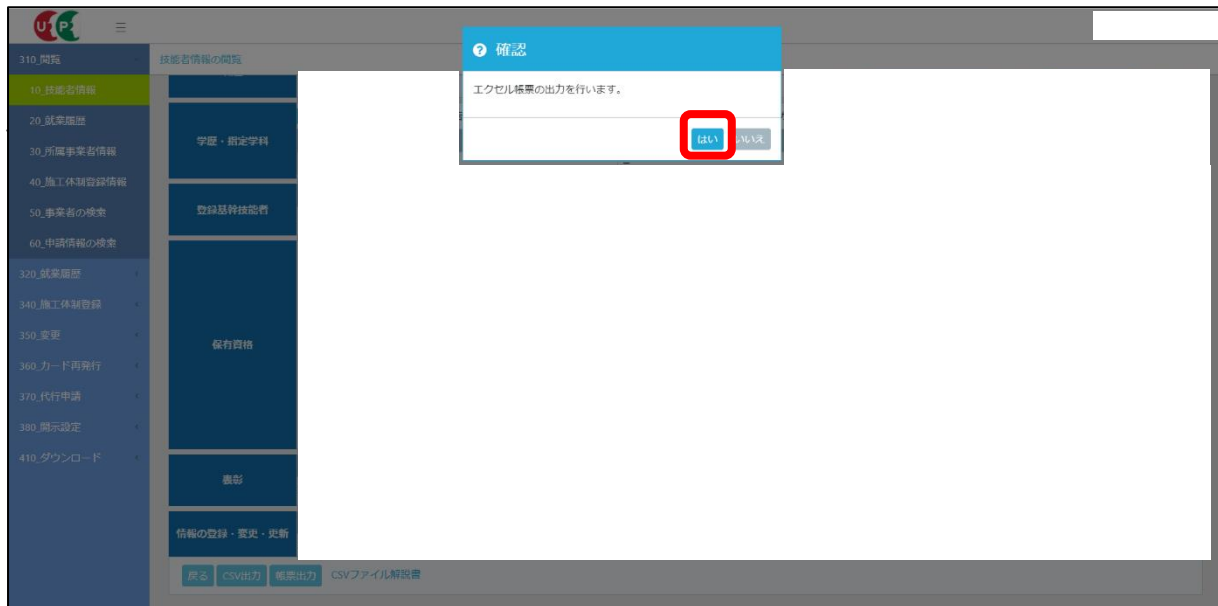 310_閲覧
10_技能者情報
20_就業履歴
30_所属事業者情報
40_施工体制登録情報
50_事業者の検索
60_申請情報の検索
320_就業履歴
340_施工体制登録
350_変更
360_カード再発行
370_代行申請
380_開示設定
410_ダウンロード
技能者情報の閲覧
確認
エクセル帳票の出力を行います。
はい
いいえ
学歴・指定学科
登録基幹技能者
保有資格
表彰
情報の登録・変更・更新
戻る CSV出力 帳票出力 CSVファイル解説書